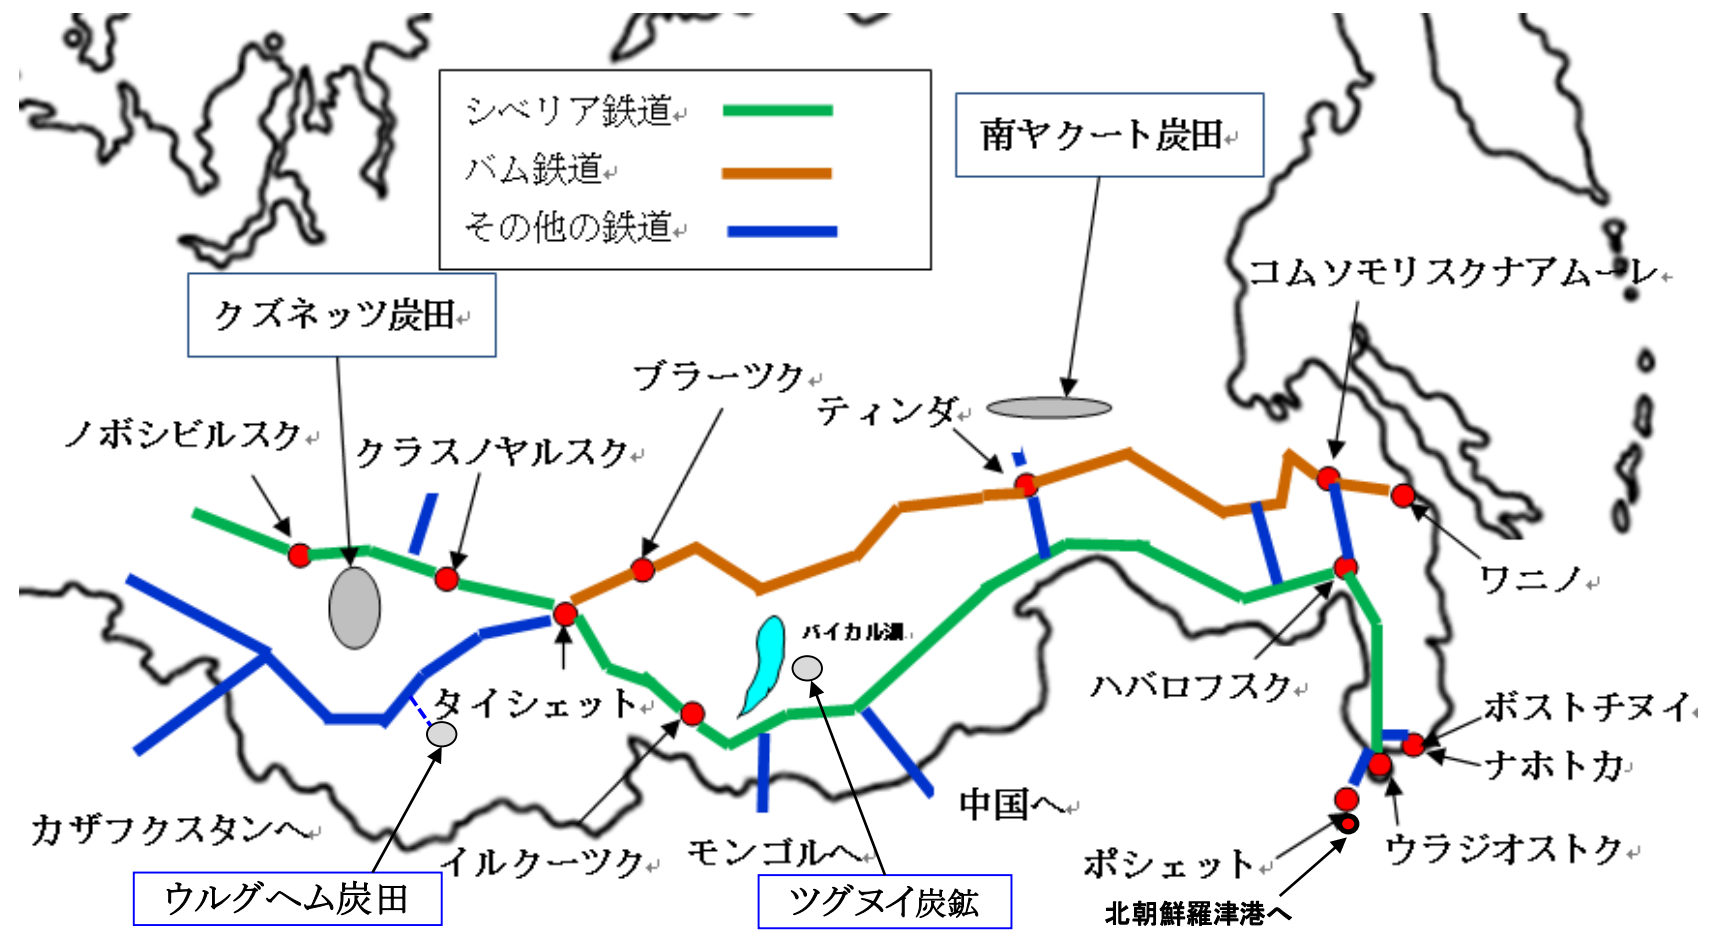 シベリア鉄道
バム鉄道
その他の鉄道
南ヤクート炭田
コムソモリスクナアムーレ
クズネッツ炭田
ブラーツク
ティンダ
ノボシビルスク
クラスノヤルスク
ワニノ
バイカル湖
ハバロフスク
タイシェット
ボストチヌイ
ナホトカ
中国へ
カザフクスタンへ
イルクーツク
モンゴルへ
ポシェット
ウラジオストク
ウルグヘム炭田
ツグヌイ炭鉱
北朝鮮羅津港へ